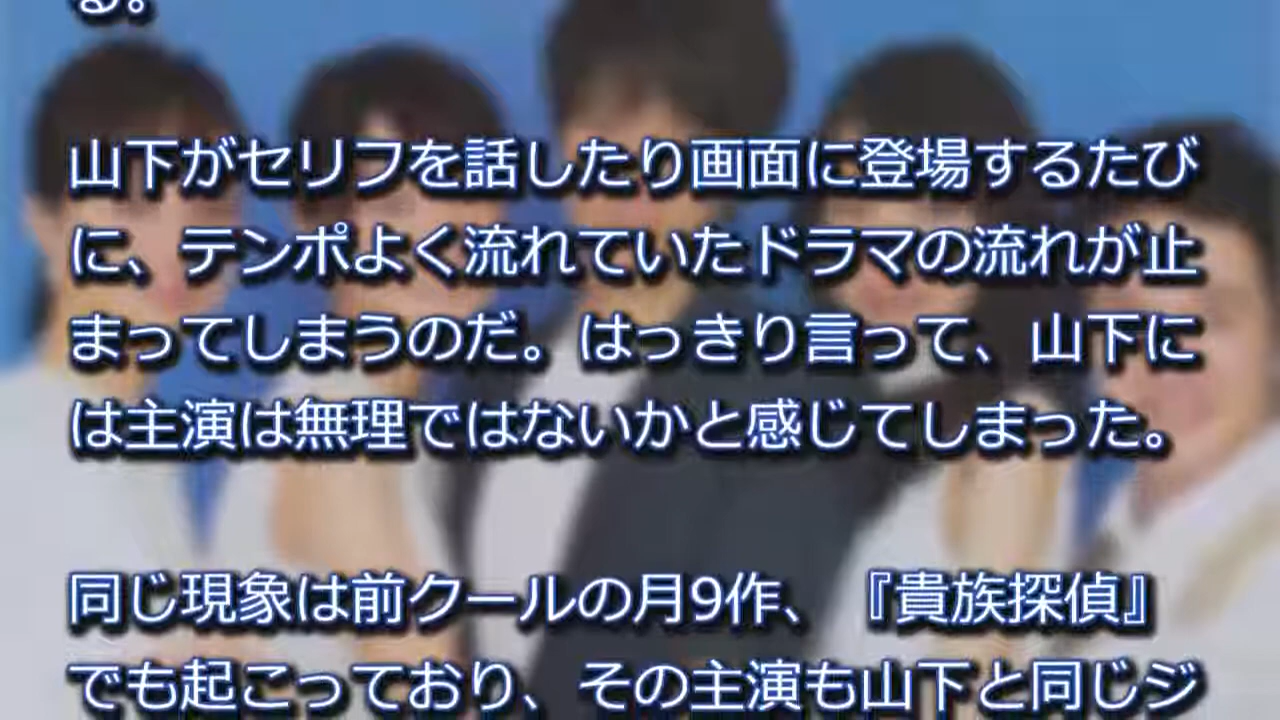 る。
山下がセリフを話したり画面に登場するたび
に、テンポよく流れていたドラマの流れが止
まってしまうのだ。はっきり言って、山下に
は主演は無理ではないかと感じてしまった。
同じ現象は前クールの月9作、『貴族探偵』
でも起こっており、その主演も山下と同じジ